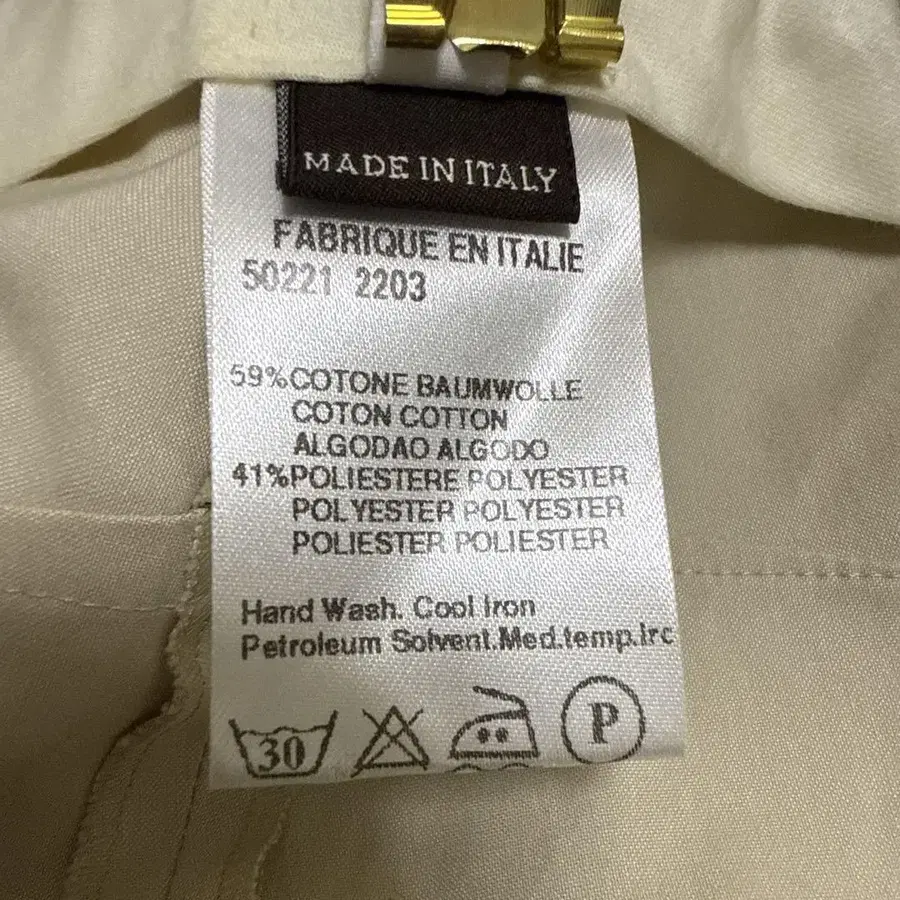 MADE IN ITALY
FABRIQUE EN ITALIE
50221 2203
59%COTONE BAUMWOLLE
COTON COTTON
ALGODAO ALGODO
41%POLIESTERE POLYESTER
POLYESTER POLYESTER
POLIESTER POLIESTER
Hand Wash. Cool Iron
Petroleum Solvent.Med.temp.Irc
30
P